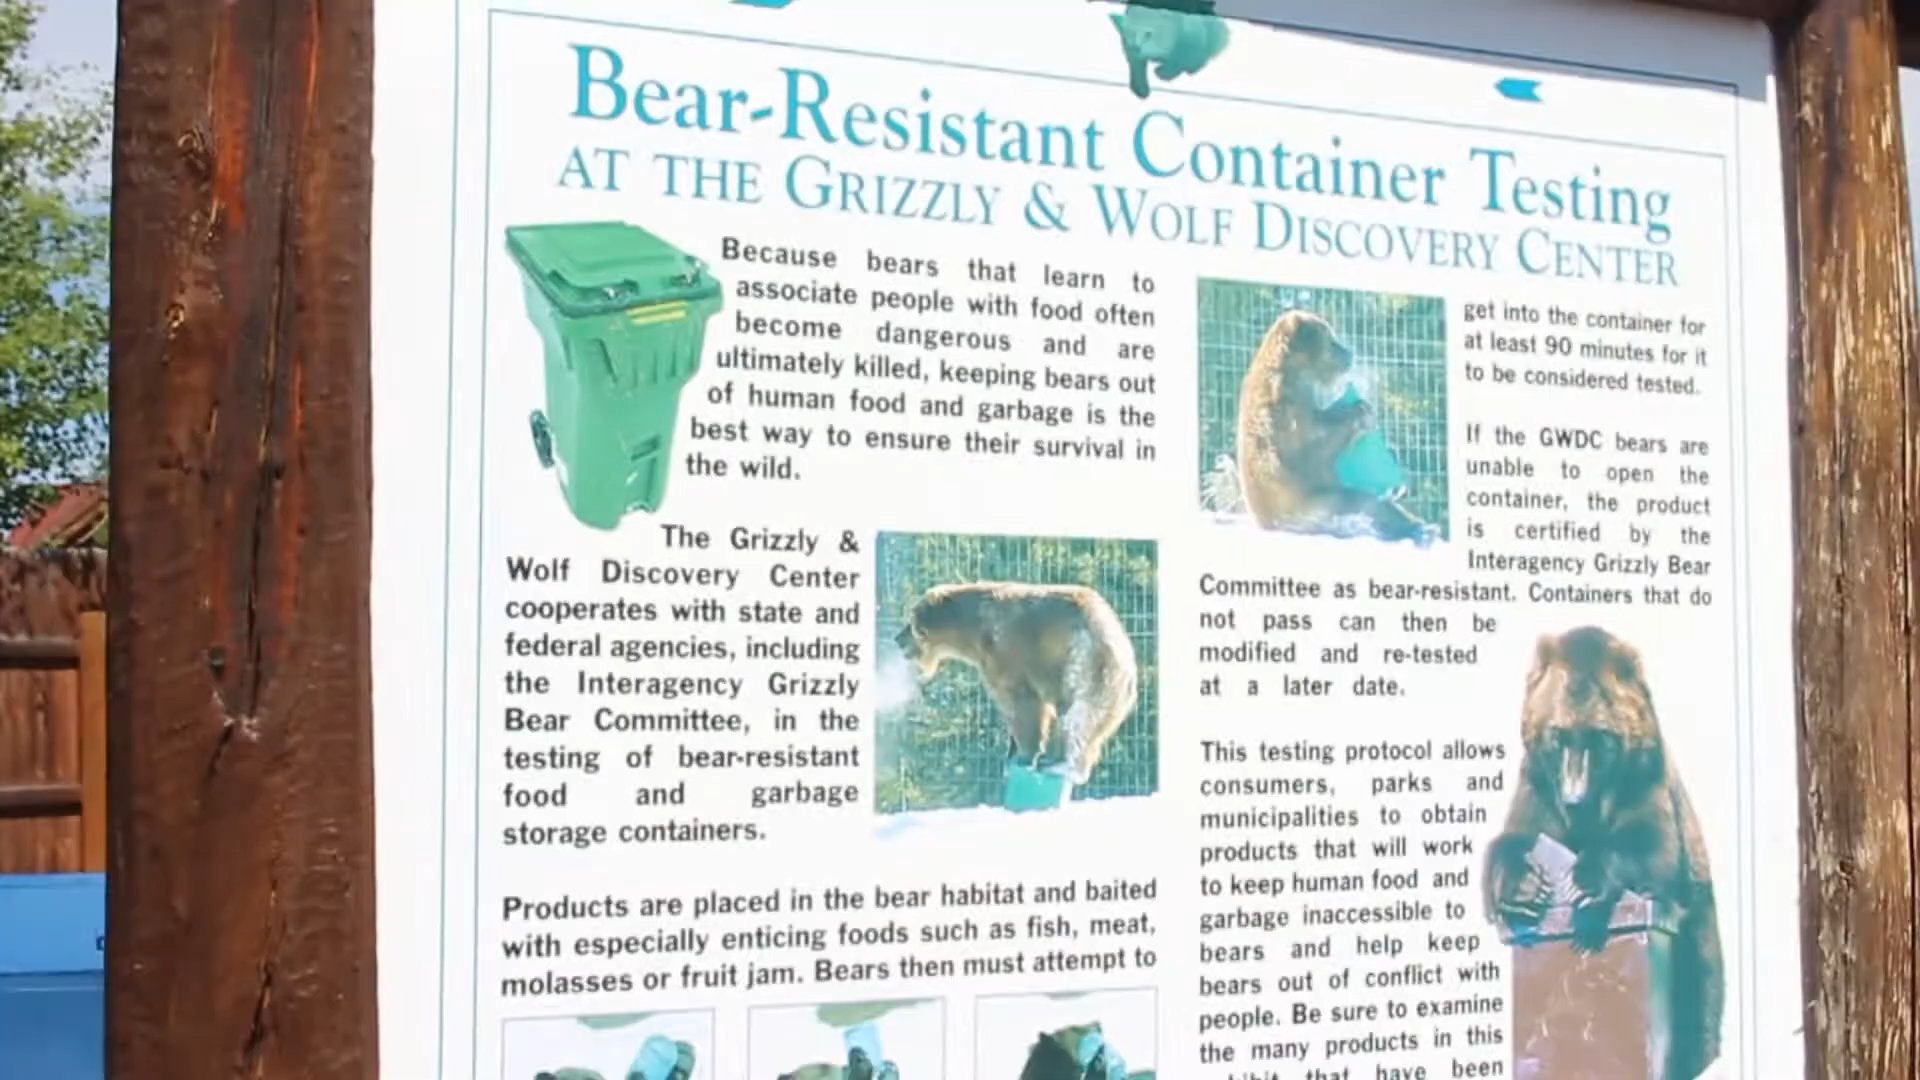 Bear-Resistant Container Testing
AT THE GRIZZLY & WOLF DISCOVERY CENTER
Because bears that learn to
associate people with food often
become dangerous and are
ultimately killed, keeping bears out
of human food and garbage is the
best way to ensure their survival in
the wild.
The Grizzly &
Wolf Discovery Center
cooperates with state and
federal agencies, including
the Interagency Grizzly
Bear Committee, in the
testing of bear-resistant
food and garbage
storage containers.
Products are placed in the bear habitat and baited
with especially enticing foods such as fish, meat,
molasses or fruit jam. Bears then must attempt to
get into the container for
at least 90 minutes for it
to be considered tested.
If the GWDC bears are
unable to open the
container, the product
is certified by the
Interagency Grizzly Bear
Committee as bear-resistant. Containers that do
not pass can then be
modified and re-tested
at a later date.
This testing protocol allows
consumers, parks and
municipalities to obtain
products that will work
to keep human food and
garbage inaccessible to
bears and help keep
bears out of conflict with
people. Be sure to examine
the many products in this
that have been